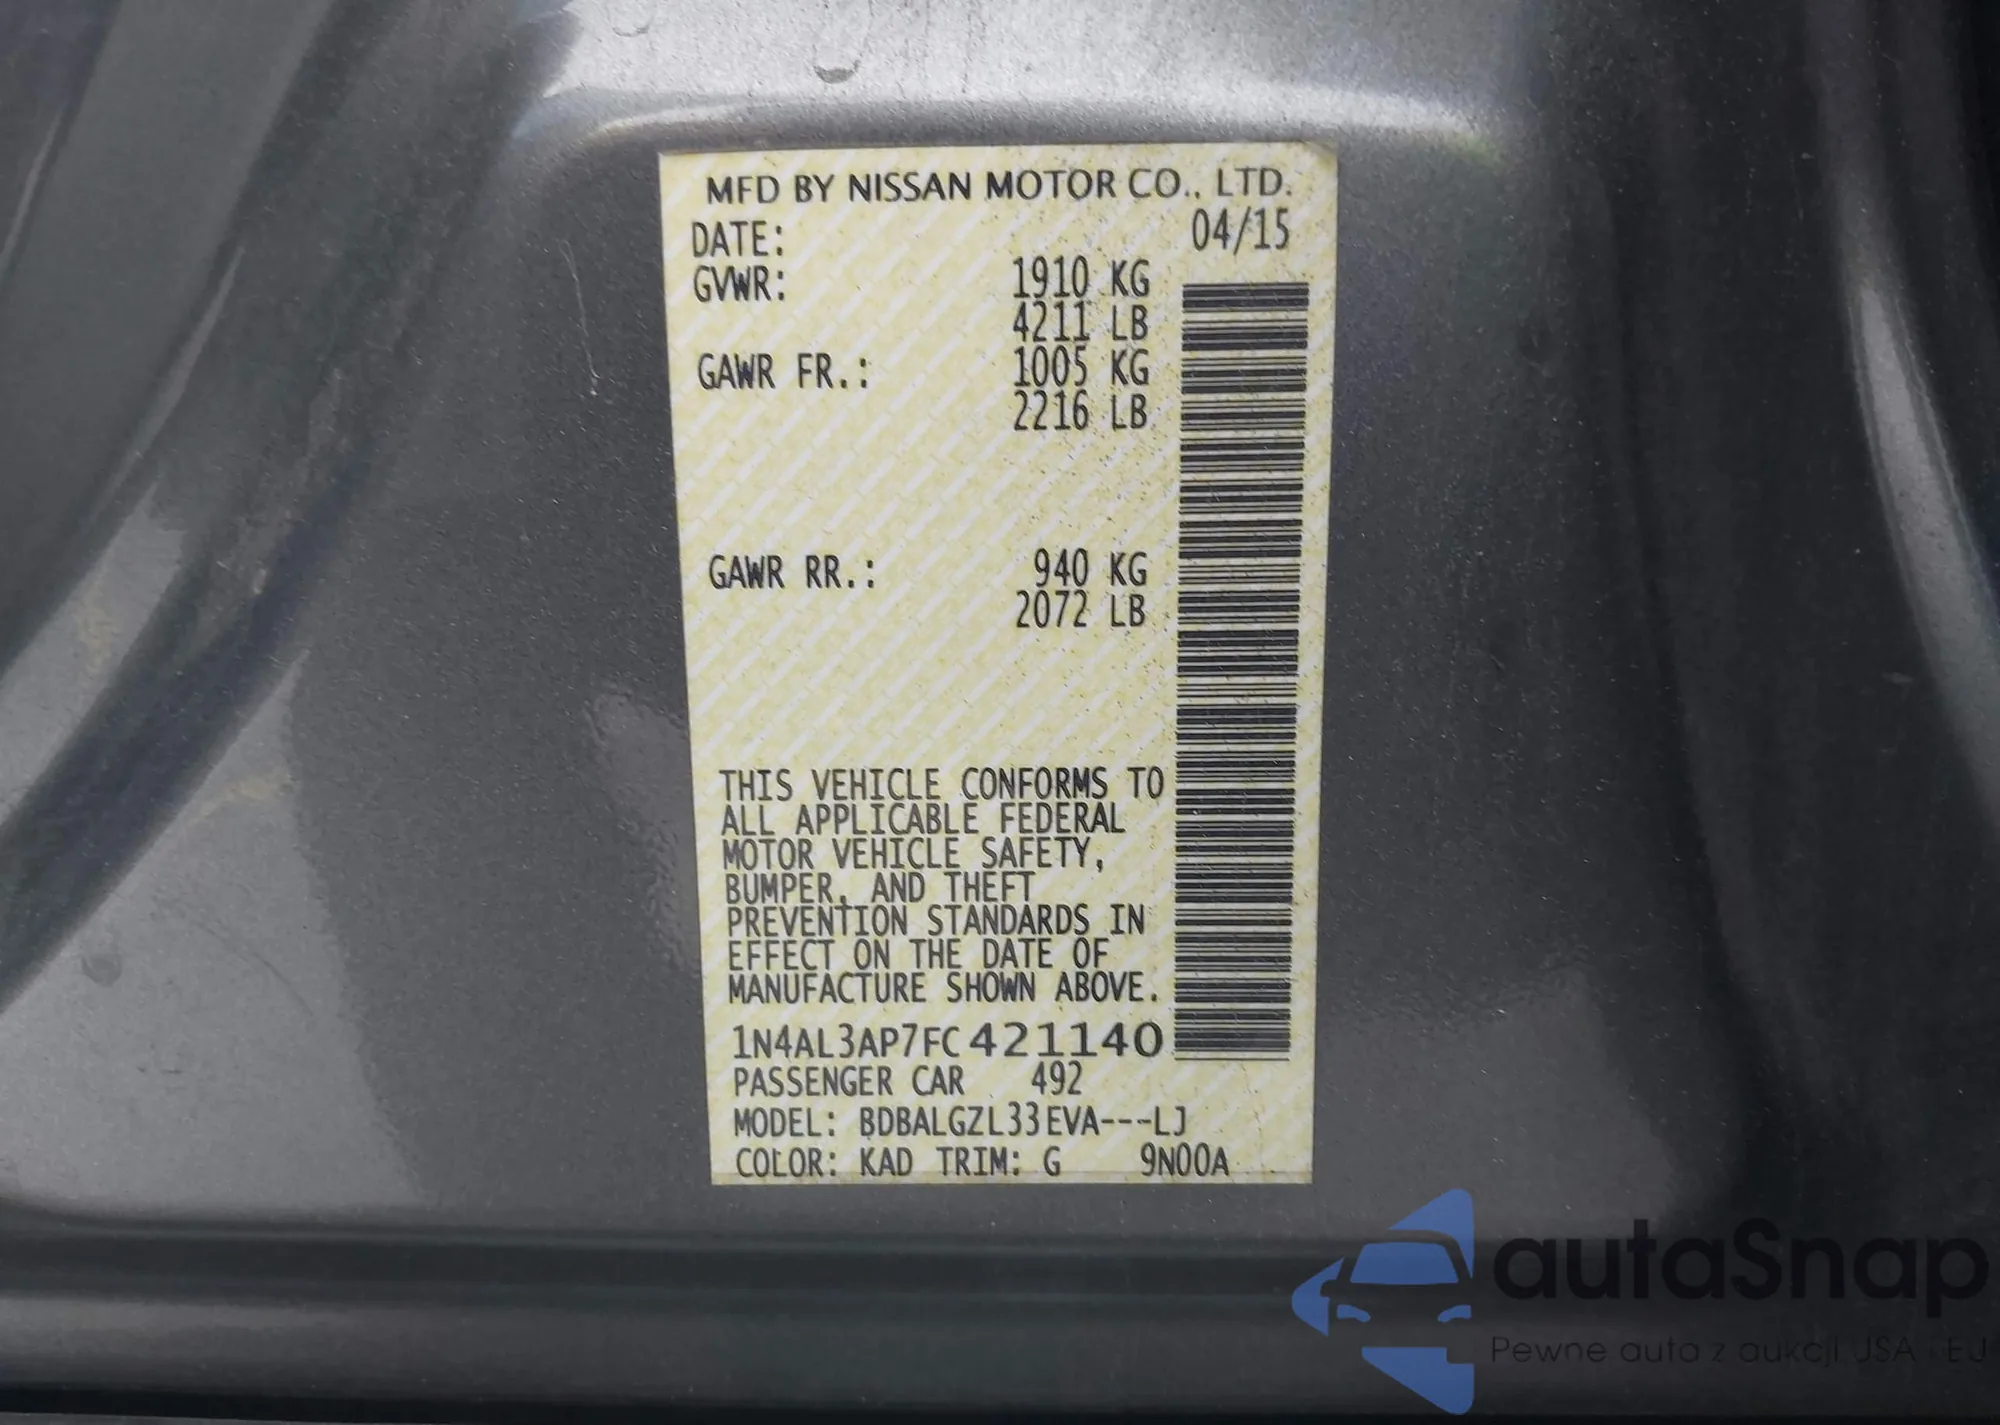 MFD BY NISSAN MOTOR CO., LTD.
DATE: 04/15
GVWR: 1910 KG
4211 LB
GAWR FR.: 1005 KG
2216 LB
GAWR RR.: 940 KG
2072 LB
THIS VEHICLE CONFORMS TO
ALL APPLICABLE FEDERAL
MOTOR VEHICLE SAFETY,
BUMPER, AND THEFT
PREVENTION STANDARDS IN
EFFECT ON THE DATE OF
MANUFACTURE SHOWN ABOVE.
1N4AL3AP7FC421140
PASSENGER CAR 492
MODEL: BDBALGZL33EVA---LJ
COLOR: KAD TRIM: G 9N00A
autaSnap
Pewne auta z aukcji USA i EU